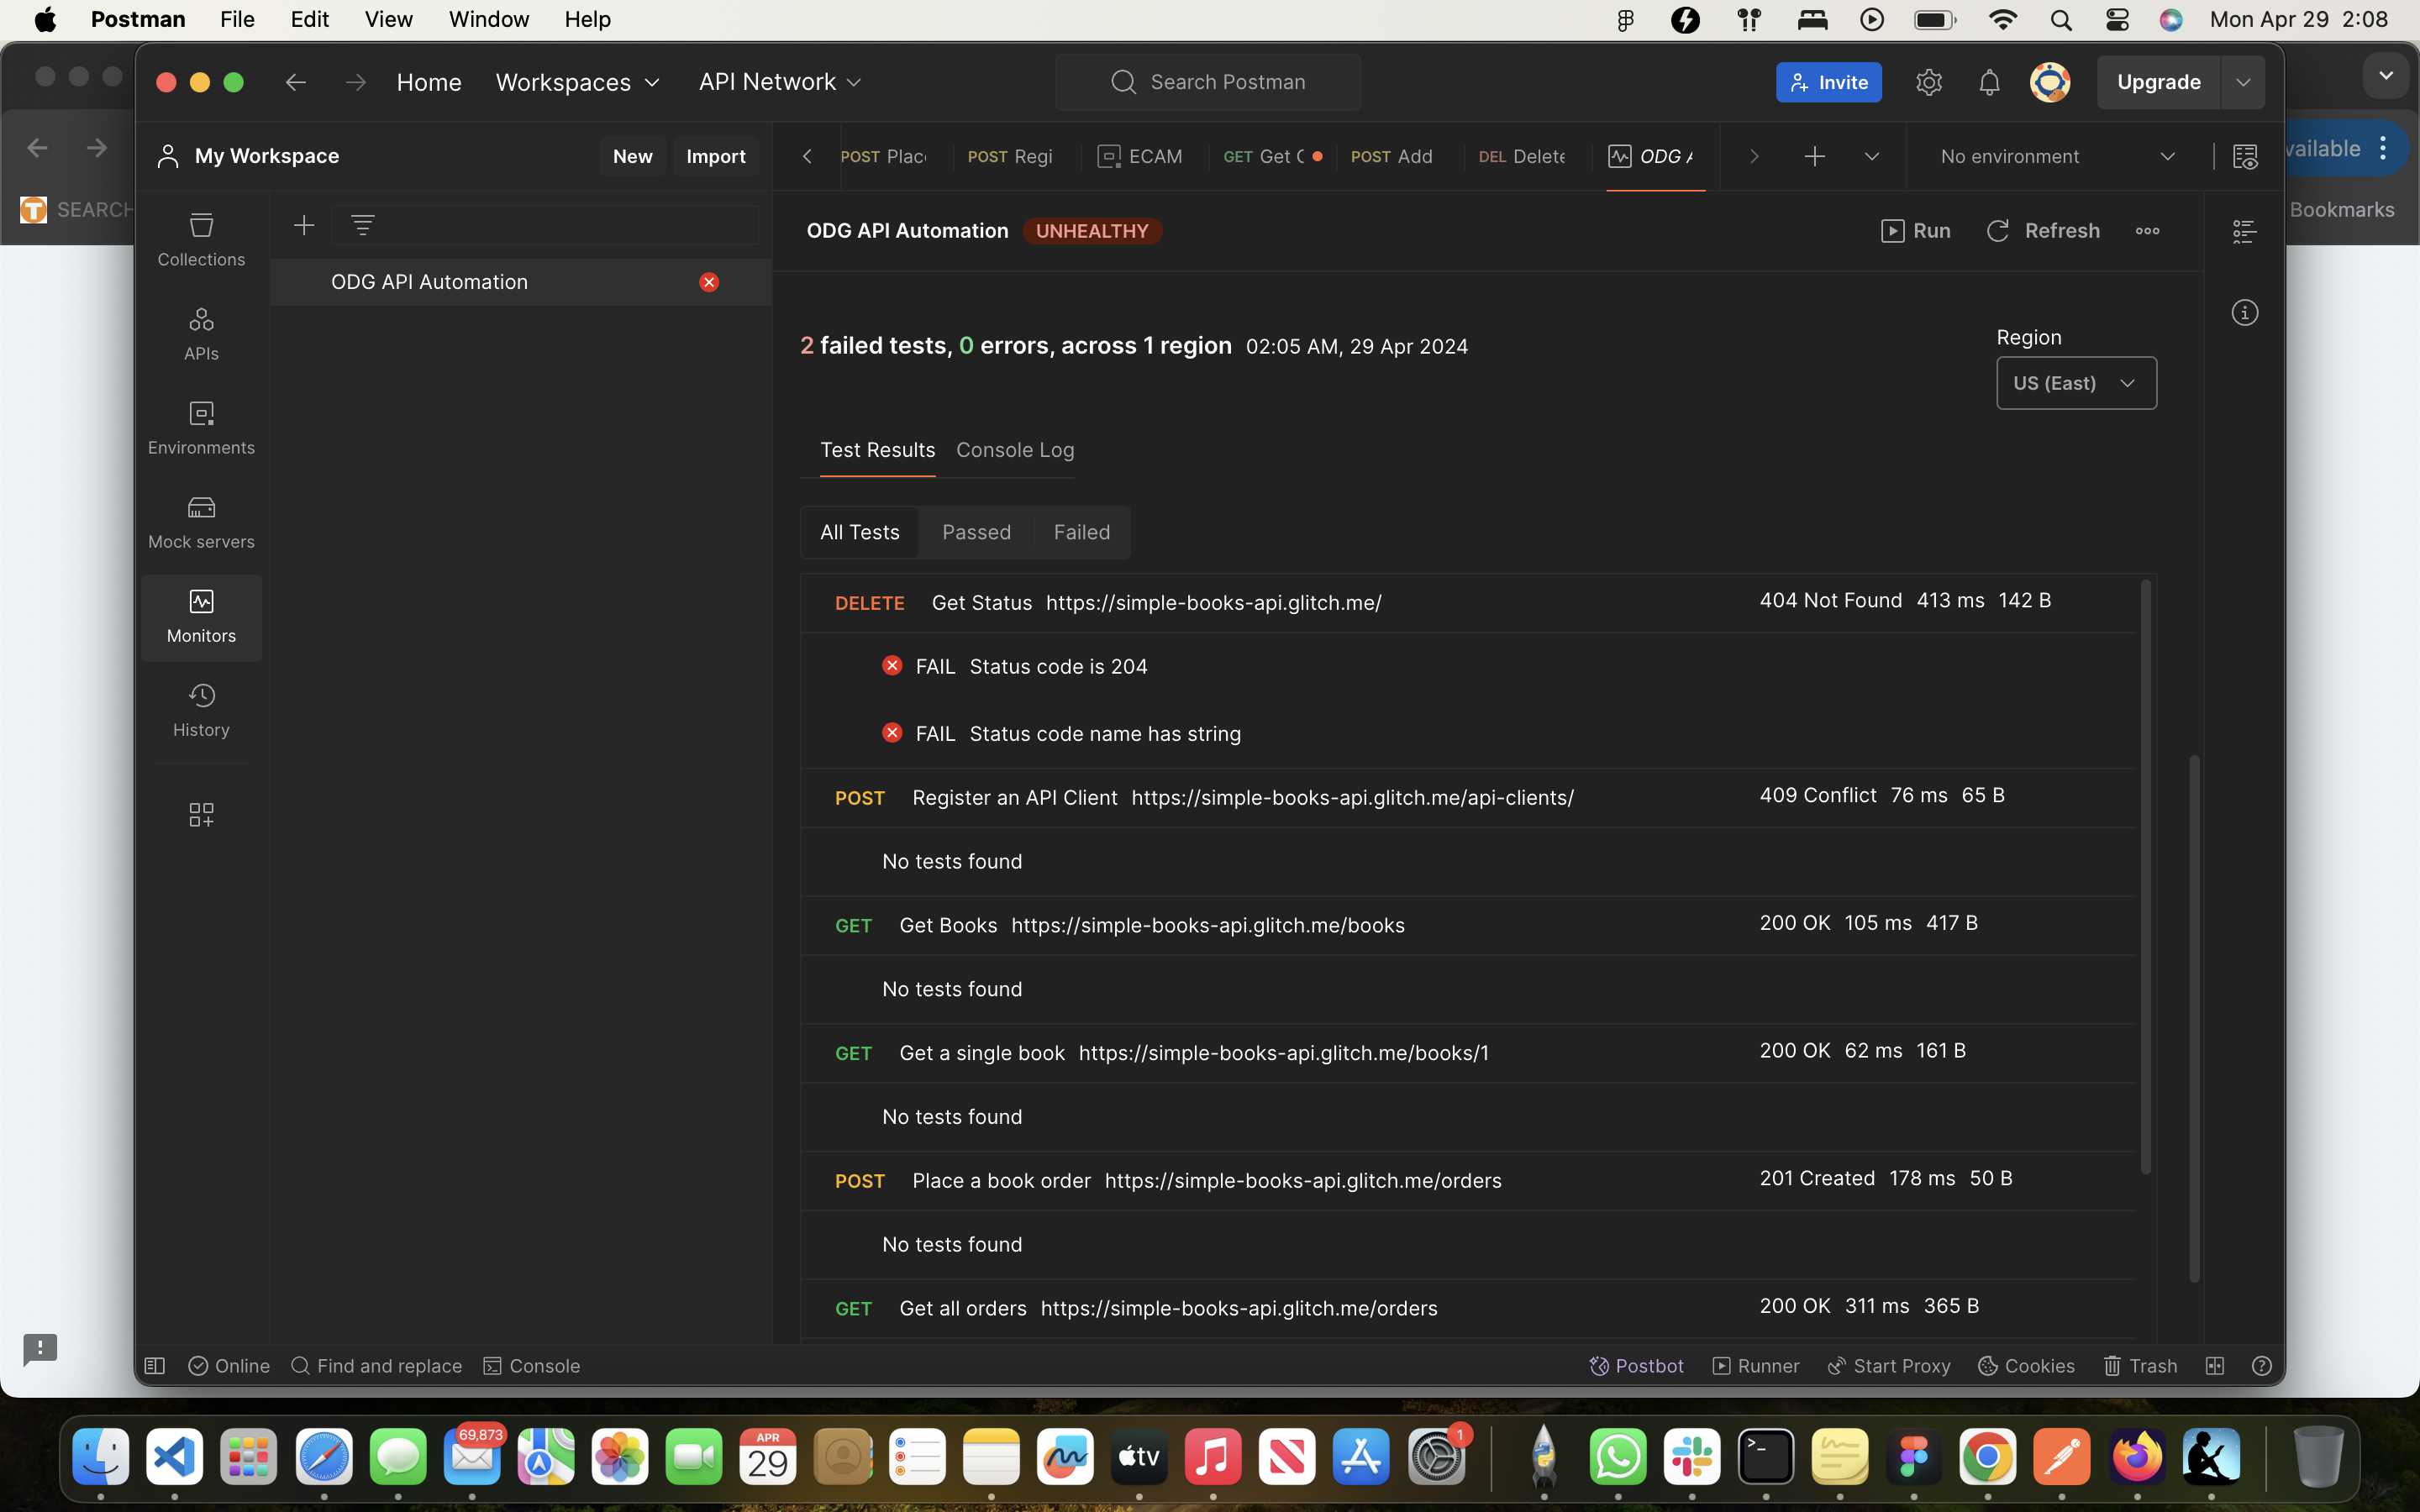 Postman File Edit View Window Help Mon Apr 29 2:08
Home Workspaces API Network Search Postman Invite Upgrade
My Workspace New Import POST Plac POST Regi ECAM GET Get POST Add DEL Delete ODG No environment vailable
SEARCH Bookmarks
ODG API Automation UNHEALTHY Run Refresh
Collections
ODG API Automation
APIs
2 failed tests, 0 errors, across 1 region 02:05 AM, 29 Apr 2024
Region
US (East)
Environments
Test Results Console Log
Mock servers
All Tests Passed Failed
Monitors
DELETE Get Status https://simple-books-api.glitch.me/ 404 Not Found 413 ms 142 B
FAIL Status code is 204
History
FAIL Status code name has string
POST Register an API Client https://simple-books-api.glitch.me/api-clients/ 409 Conflict 76 ms 65 B
No tests found
GET Get Books https://simple-books-api.glitch.me/books 200 OK 105 ms 417 B
No tests found
GET Get a single book https://simple-books-api.glitch.me/books/1 200 OK 62 ms 161 B
No tests found
POST Place a book order https://simple-books-api.glitch.me/orders 201 Created 178 ms 50 B
No tests found
GET Get all orders https://simple-books-api.glitch.me/orders 200 OK 311 ms 365 B
Online Find and replace Console Postbot Runner Start Proxy Cookies Trash
69,873
APR
29
tv
1